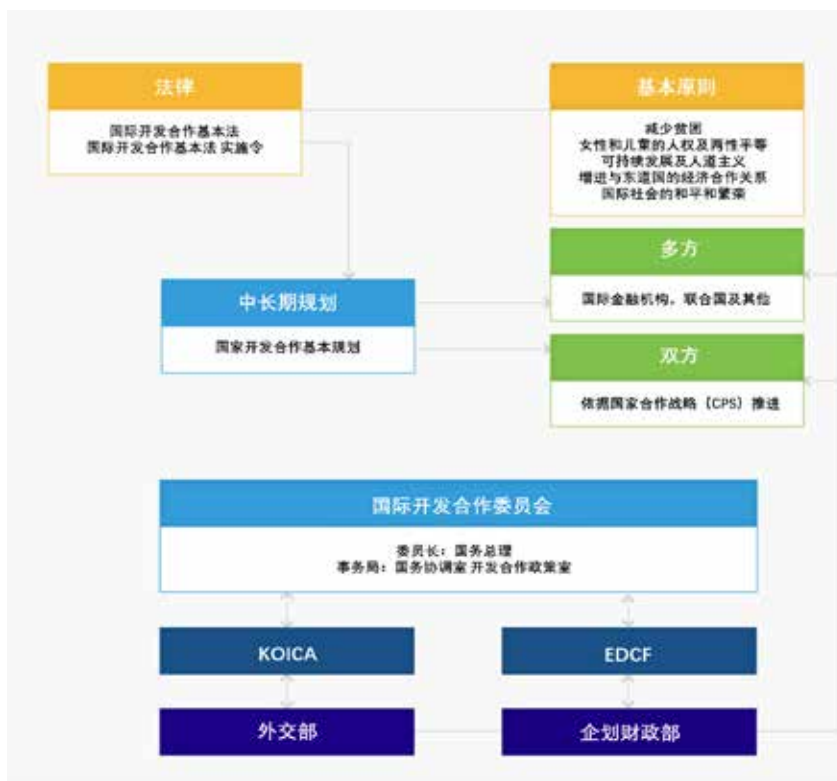 法律
国际开发合作基本法
国际开发合作基本法 实施令
基本原则
减少贫困
女性和儿童的人权及两性平等
可持续发展及人道主义
增进与东道国的经济合作关系
国际社会的和平和繁荣
多方
国际金融机构，联合国及其他
中长期规划
国家开发合作基本规划
双方
依据国家合作战略（CPS）推进
国际开发合作委员会
委员长：国务总理
事务局：国务协调室 开发合作政策室
KOICA
EDCF
外交部
企划财政部